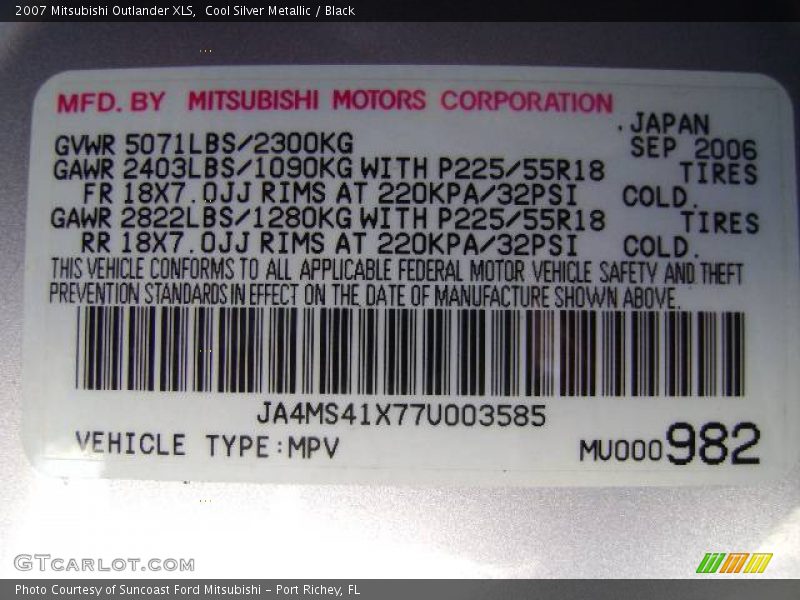 2007 Mitsubishi Outlander XLS,  Cool Silver Metallic / Black
MFD. BY MITSUBISHI MOTORS CORPORATION
.JAPAN
GVWR 5071LBS/2300KG SEP 2006
GAWR 2403LBS/1090KG WITH P225/55R18 TIRES
FR 18X7.0JJ RIMS AT 220KPA/32PSI COLD.
GAWR 2822LBS/1280KG WITH P225/55R18 TIRES
RR 18X7.0JJ RIMS AT 220KPA/32PSI COLD.
THIS VEHICLE CONFORMS TO ALL APPLICABLE FEDERAL MOTOR VEHICLE SAFETY AND THEFT
PREVENTION STANDARDS IN EFFECT ON THE DATE OF MANUFACTURE SHOWN ABOVE.
JA4MS41X77U003585
VEHICLE TYPE:MPV MU000982
GTCARLOT.COM
Photo Courtesy of Suncoast Ford Mitsubishi - Port Richey, FL